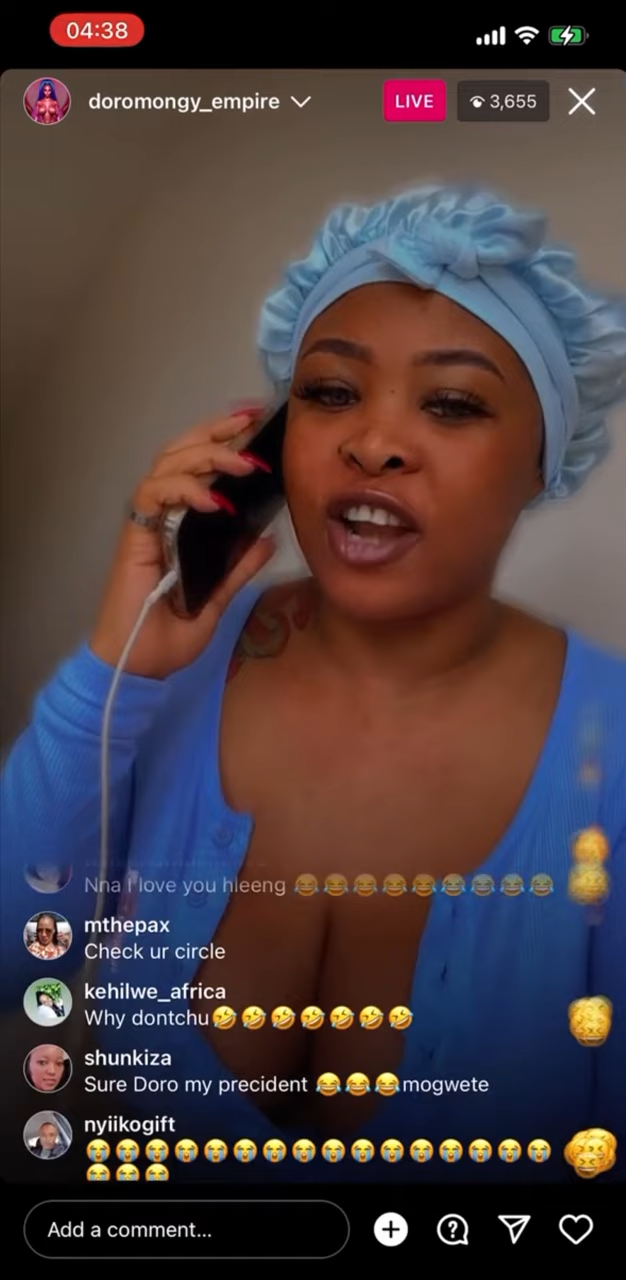 04:38
doromongy_empire
LIVE
3,655
Nna I love you hleeng 😂😂😂😂😂😂😂😂😂
mthepax
Check ur circle
kehilwe_africa
Why dontchu🤣🤣🤣🤣🤣🤣🤣
shunkiza
Sure Doro my precident 😂😂😂mogwete
nyiikogift
😭😭😭😭😭😭😭😭😭😭😭😭😭😭😭😭
😭😭😭
Add a comment...